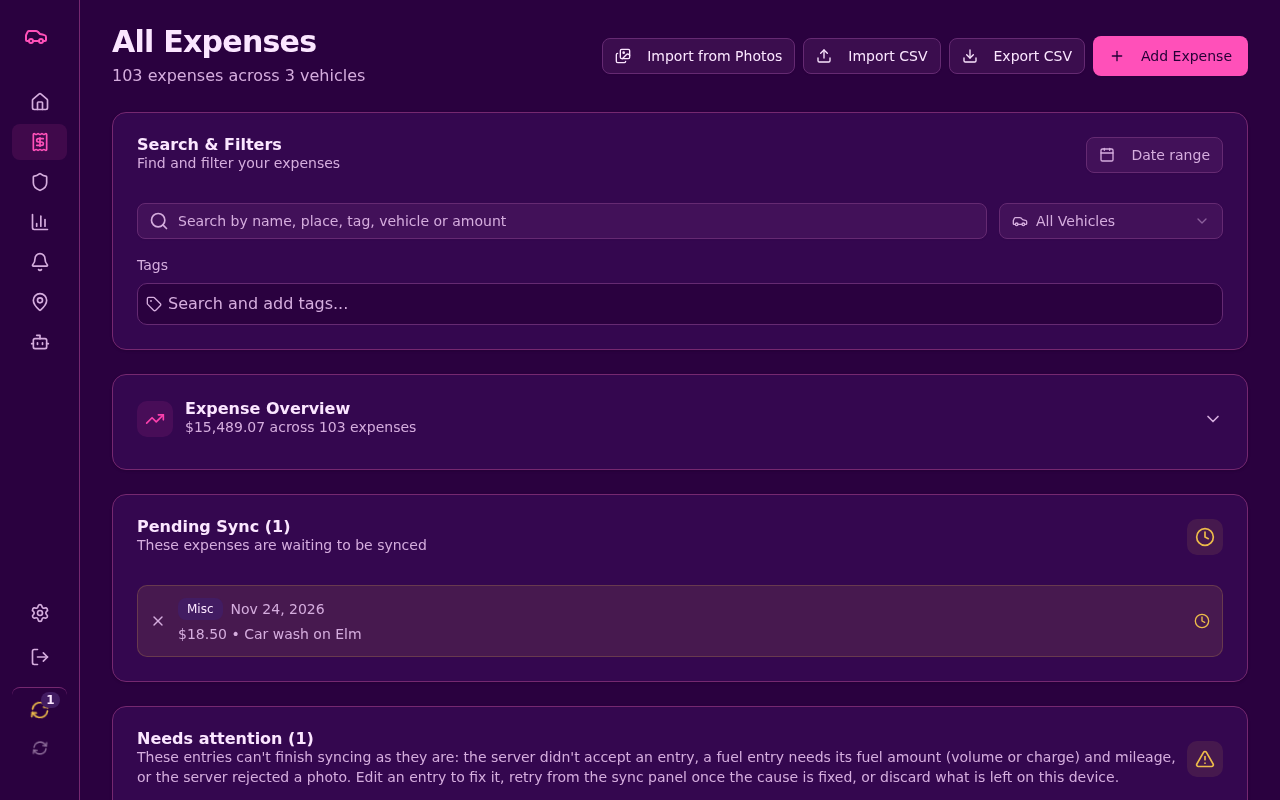 All Expenses
103 expenses across 3 vehicles
Import from Photos
Import CSV
Export CSV
Add Expense
Search & Filters
Find and filter your expenses
Date range
Search by name, place, tag, vehicle or amount
All Vehicles
Tags
Search and add tags...
Expense Overview
$15,489.07 across 103 expenses
Pending Sync (1)
These expenses are waiting to be synced
Misc Nov 24, 2026
$18.50 • Car wash on Elm
1
Needs attention (1)
These entries can't finish syncing as they are: the server didn't accept an entry, a fuel entry needs its fuel amount (volume or charge) and mileage,
or the server rejected a photo. Edit an entry to fix it, retry from the sync panel once the cause is fixed, or discard what is left on this device.